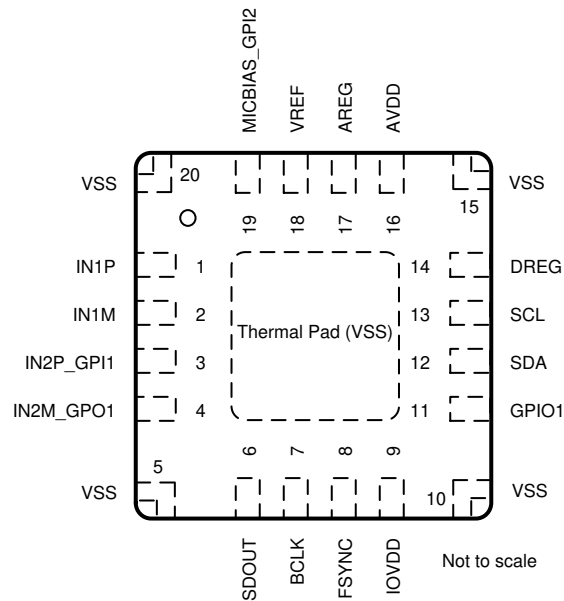 MICBIAS_GPI2
VREF
AREG
AVDD
VSS
20
19
18
17
16
15
VSS
IN1P
1
14
DREG
IN1M
2
13
SCL
Thermal Pad (VSS)
IN2P_GPI1
3
12
SDA
IN2M_GPO1
4
11
GPIO1
VSS
5
6
7
8
9
10
VSS
SDOUT
BCLK
FSYNC
IOVDD
Not to scale